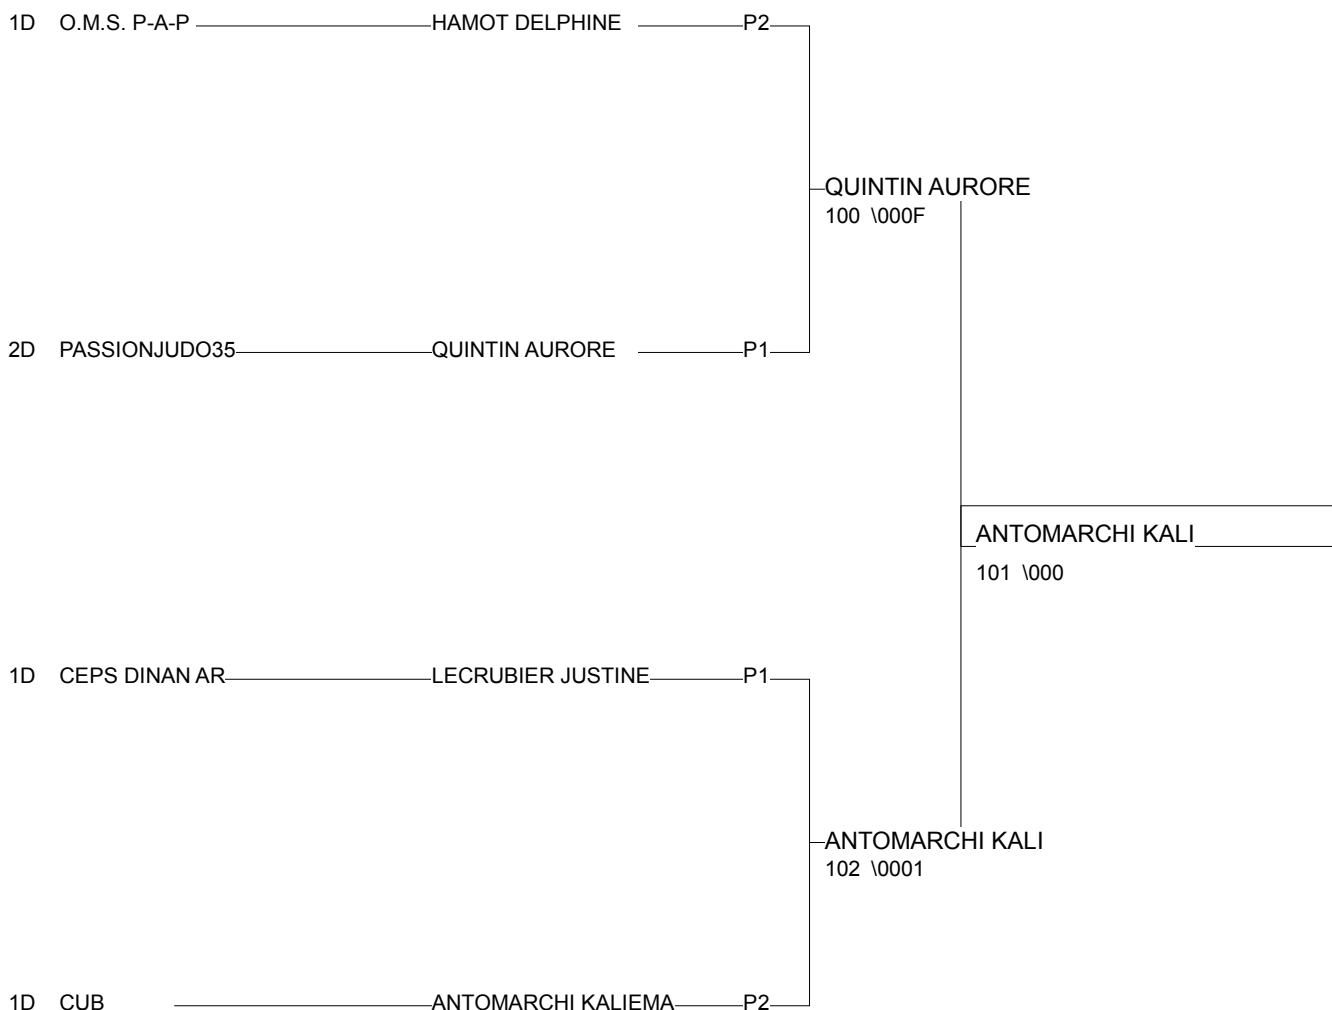 1D O.M.S. P-A-P HAMOT DELPHINE P2
QUINTIN AURORE
100 \000F
2D PASSIONJUDO35 QUINTIN AURORE P1
ANTOMARCHI KALI
101 \000
1D CEPS DINAN AR LECRUBIER JUSTINE P1
ANTOMARCHI KALI
102 \0001
1D CUB ANTOMARCHI KALIEMA P2